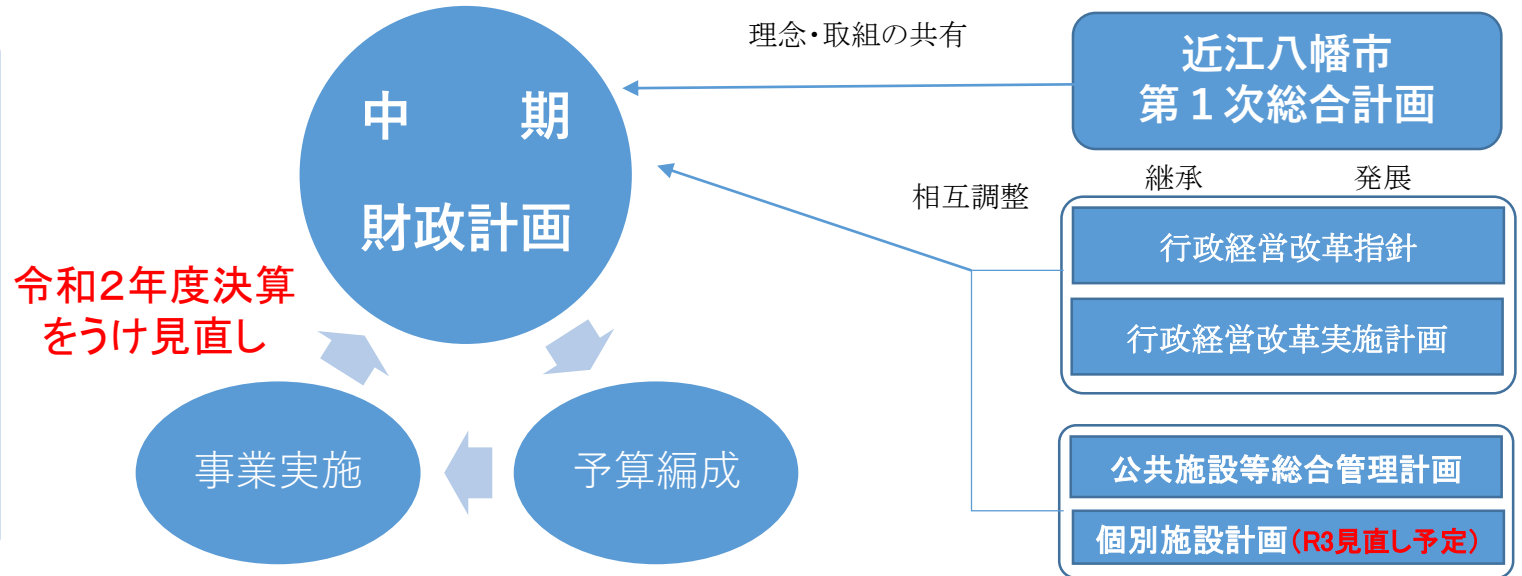 理念・取組の共有
近江八幡市
第１次総合計画
中　期
財政計画
継承　発展
相互調整
行政経営改革指針
令和２年度決算
をうけ見直し
行政経営改革実施計画
事業実施
予算編成
公共施設等総合管理計画
個別施設計画（R3見直し予定）